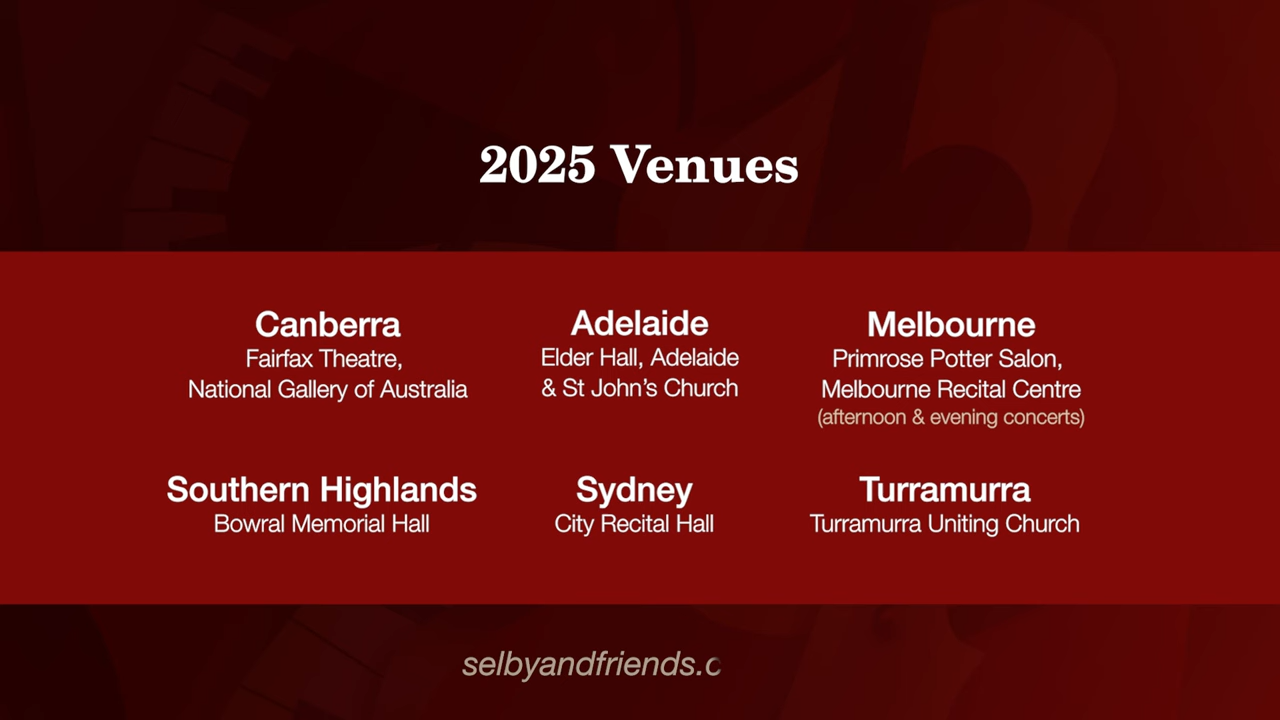 2025 Venues
Canberra
Fairfax Theatre,
National Gallery of Australia
Adelaide
Elder Hall, Adelaide
& St John’s Church
Melbourne
Primrose Potter Salon,
Melbourne Recital Centre
(afternoon & evening concerts)
Southern Highlands
Bowral Memorial Hall
Sydney
City Recital Hall
Turramurra
Turramurra Uniting Church
selbyandfriends.c